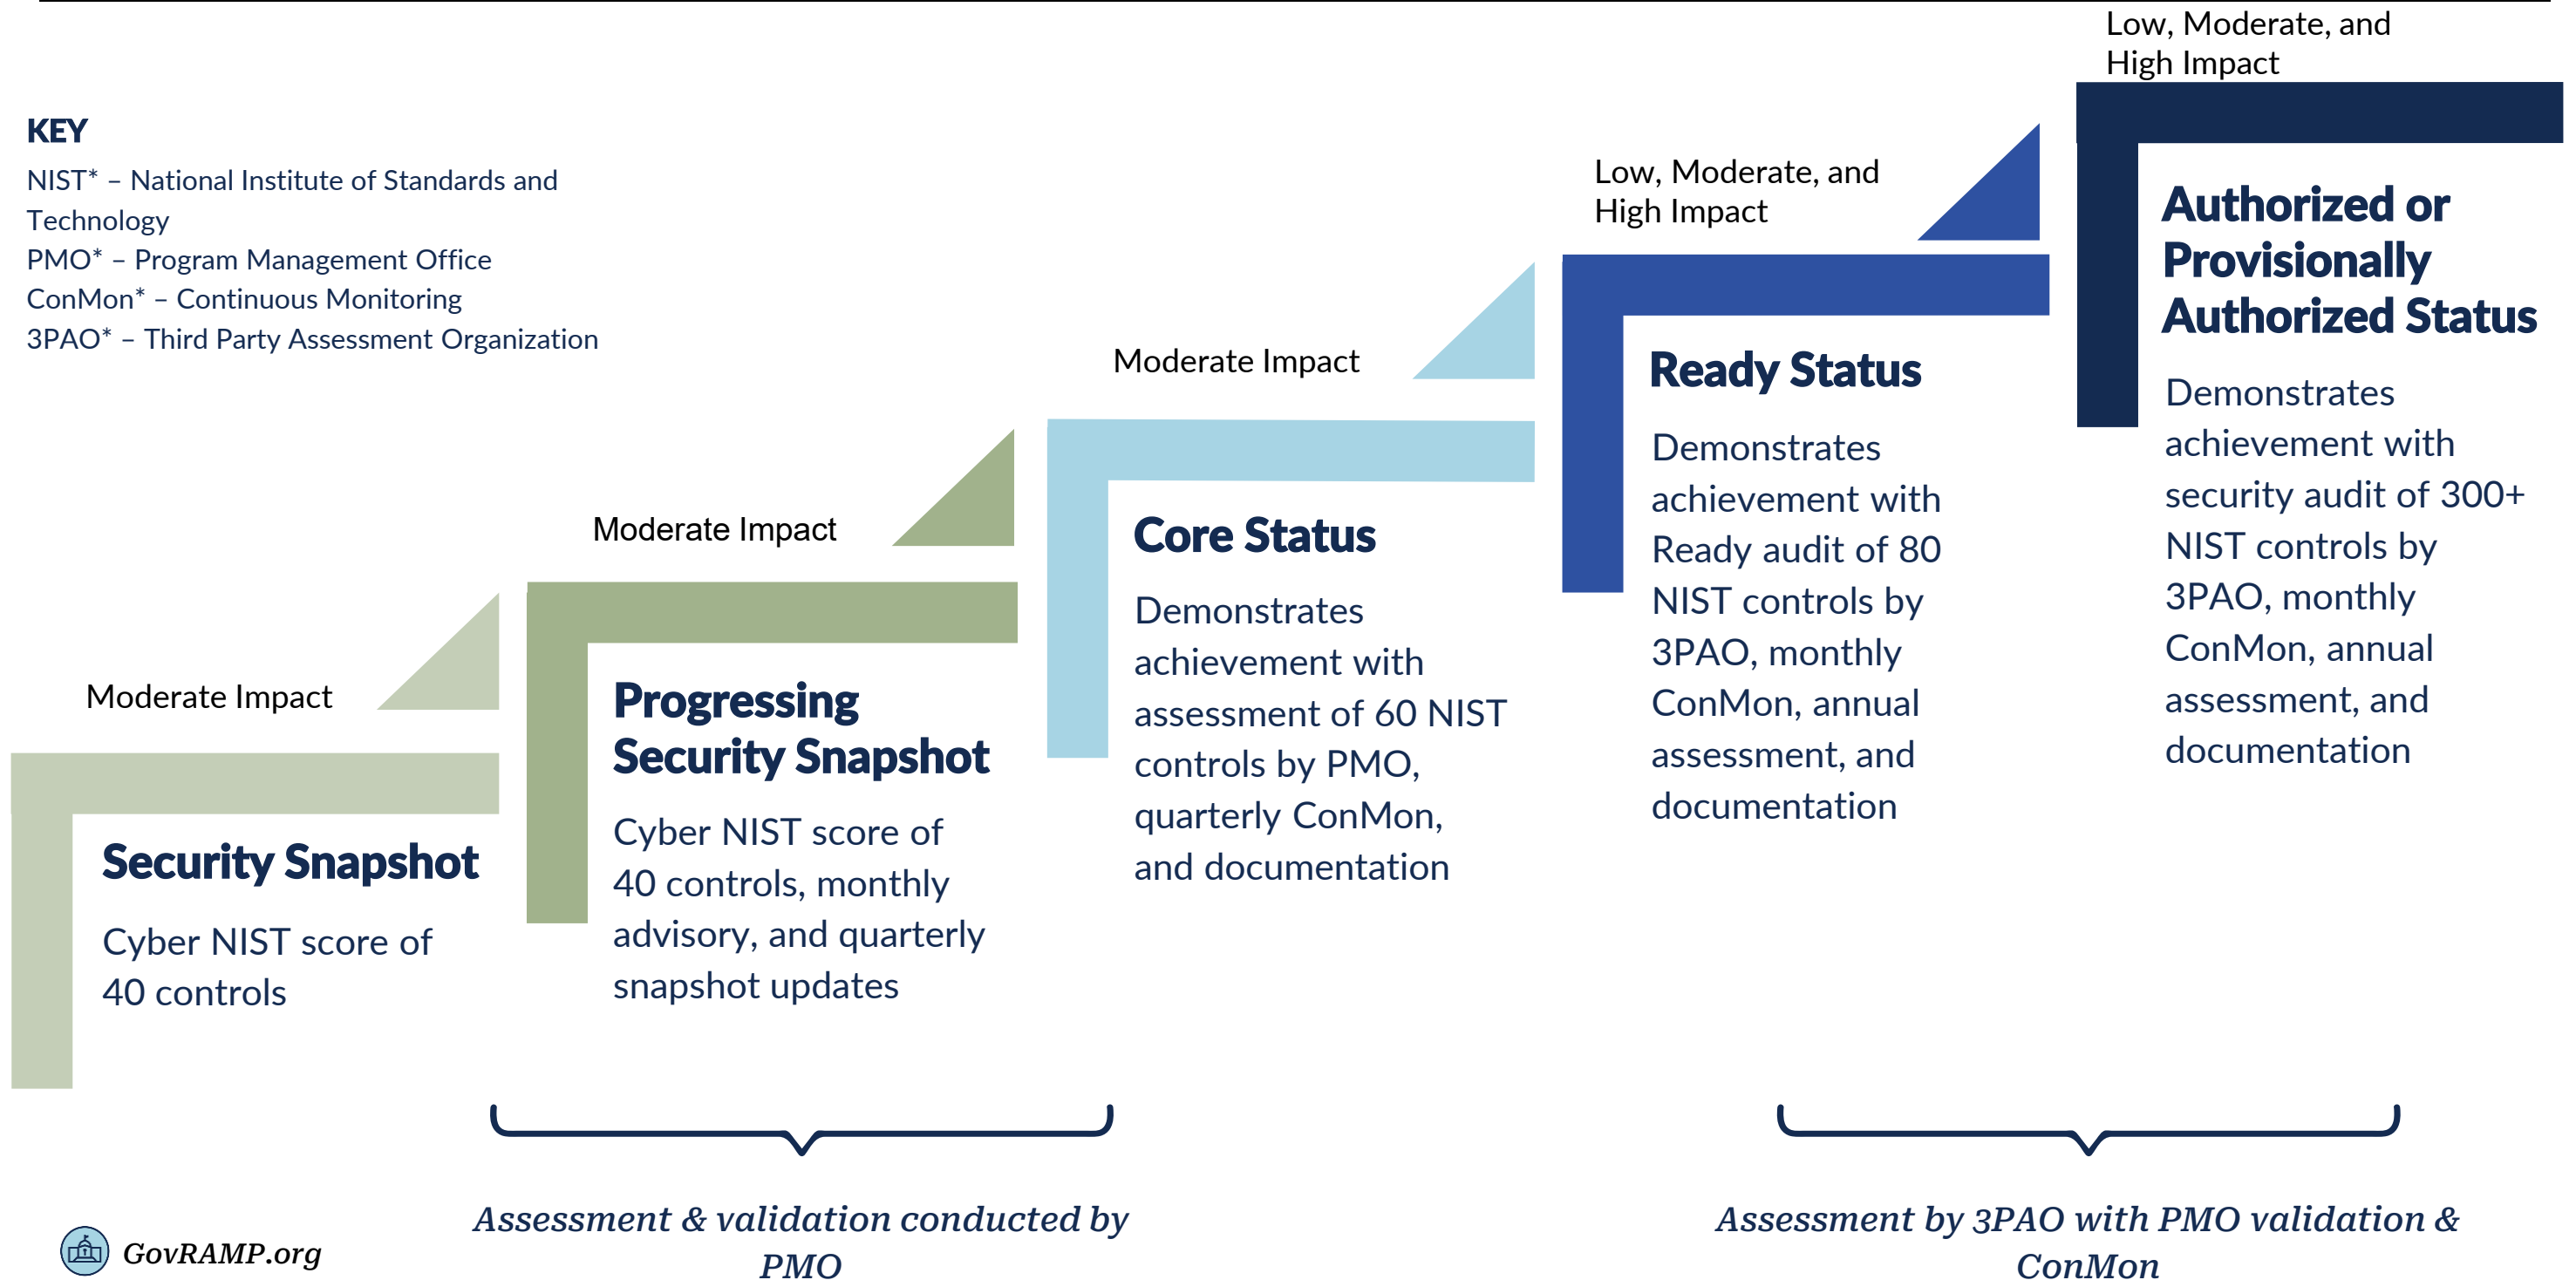 KEY
NIST* – National Institute of Standards and
Technology
PMO* – Program Management Office
ConMon* – Continuous Monitoring
3PAO* – Third Party Assessment Organization
Moderate Impact
Security Snapshot
Cyber NIST score of
40 controls
Moderate Impact
Progressing
Security Snapshot
Cyber NIST score of
40 controls, monthly
advisory, and quarterly
snapshot updates
Moderate Impact
Core Status
Demonstrates
achievement with
assessment of 60 NIST
controls by PMO,
quarterly ConMon,
and documentation
Low, Moderate, and
High Impact
Ready Status
Demonstrates
achievement with
Ready audit of 80
NIST controls by
3PAO, monthly
ConMon, annual
assessment, and
documentation
Low, Moderate, and
High Impact
Authorized or
Provisionally
Authorized Status
Demonstrates
achievement with
security audit of 300+
NIST controls by
3PAO, monthly
ConMon, annual
assessment, and
documentation
Assessment & validation conducted by
PMO
Assessment by 3PAO with PMO validation &
ConMon
GovRAMP.org